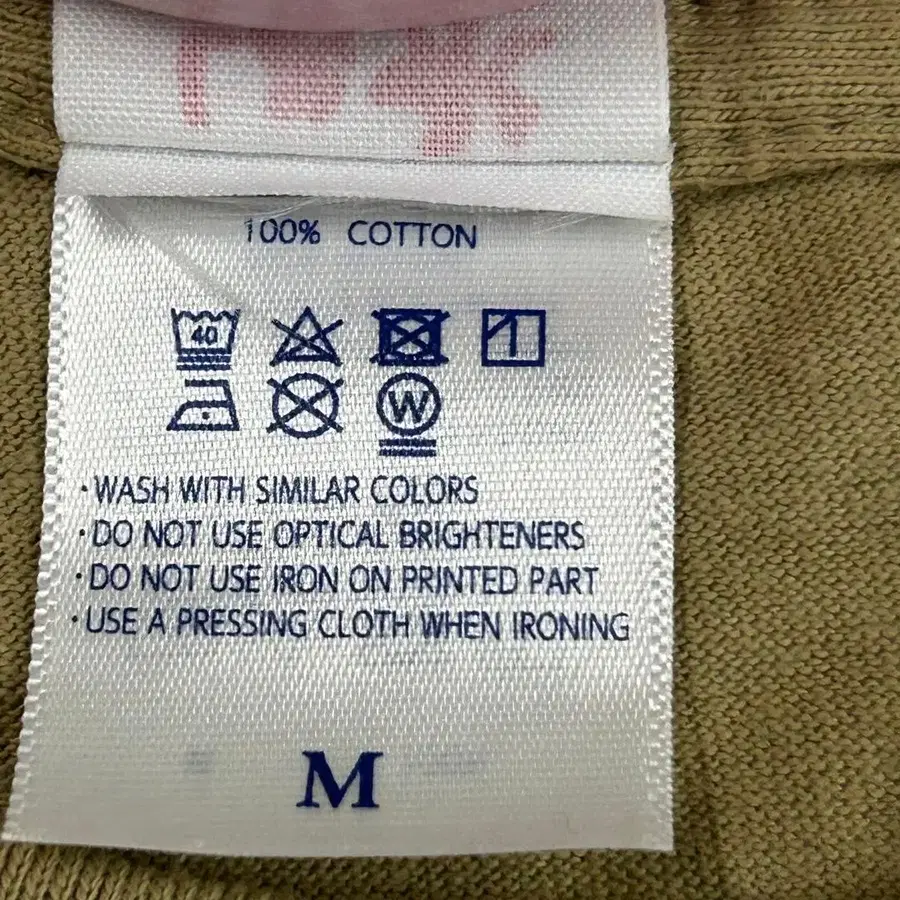 100% COTTON
40
W
·WASH WITH SIMILAR COLORS
·DO NOT USE OPTICAL BRIGHTENERS
·DO NOT USE IRON ON PRINTED PART
·USE A PRESSING CLOTH WHEN IRONING
M